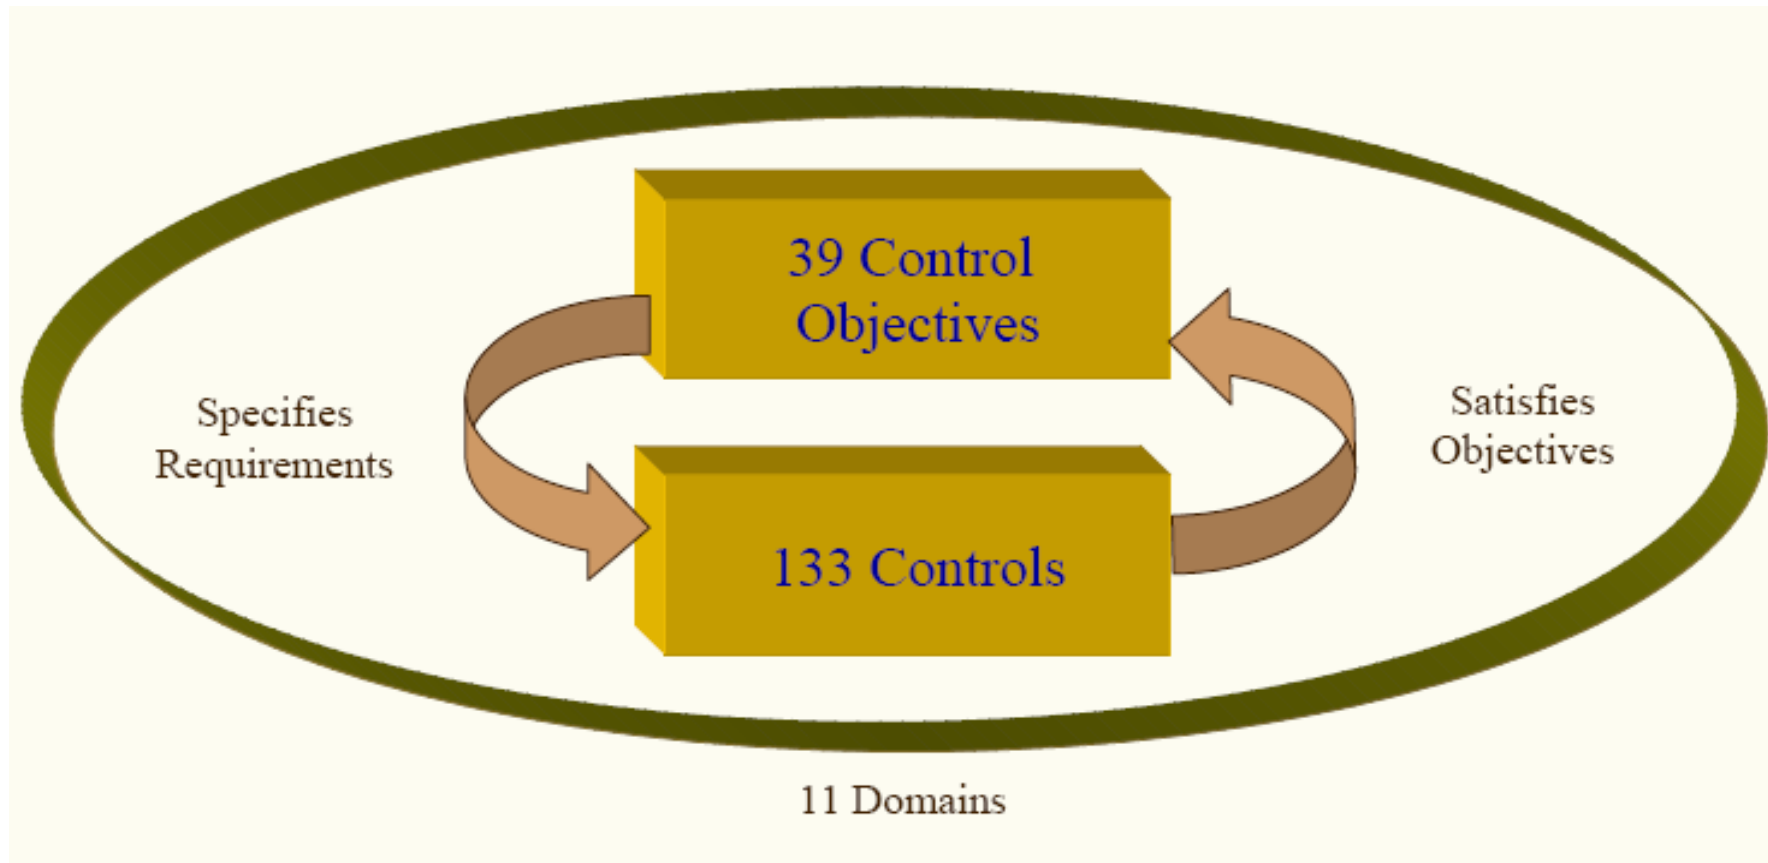 39 Control
Objectives
Specifies
Requirements
Satisfies
Objectives
133 Controls
11 Domains